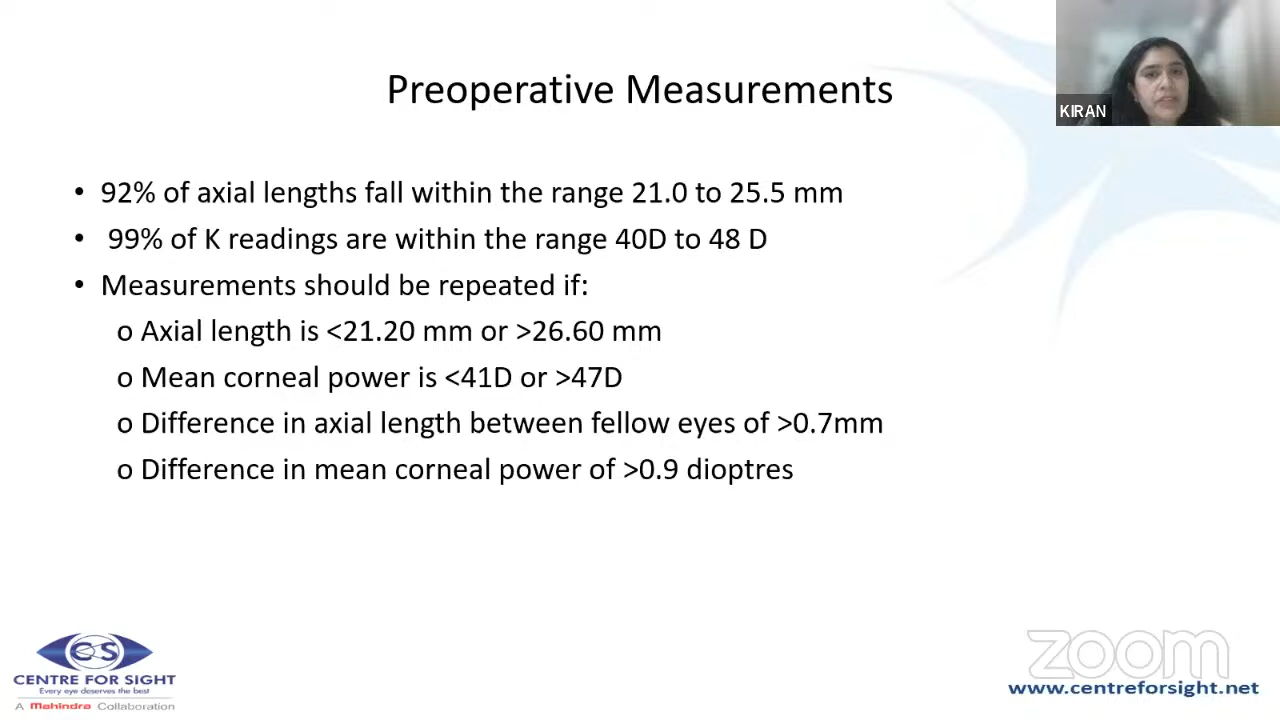 Preoperative Measurements
KIRAN
• 92% of axial lengths fall within the range 21.0 to 25.5 mm
• 99% of K readings are within the range 40D to 48 D
• Measurements should be repeated if:
o Axial length is <21.20 mm or >26.60 mm
o Mean corneal power is <41D or >47D
o Difference in axial length between fellow eyes of >0.7mm
o Difference in mean corneal power of >0.9 dioptres
CS
CENTRE FOR SIGHT
Every eye deserves the best
A Mahindra Collaboration
zoom
www.centreforsight.net